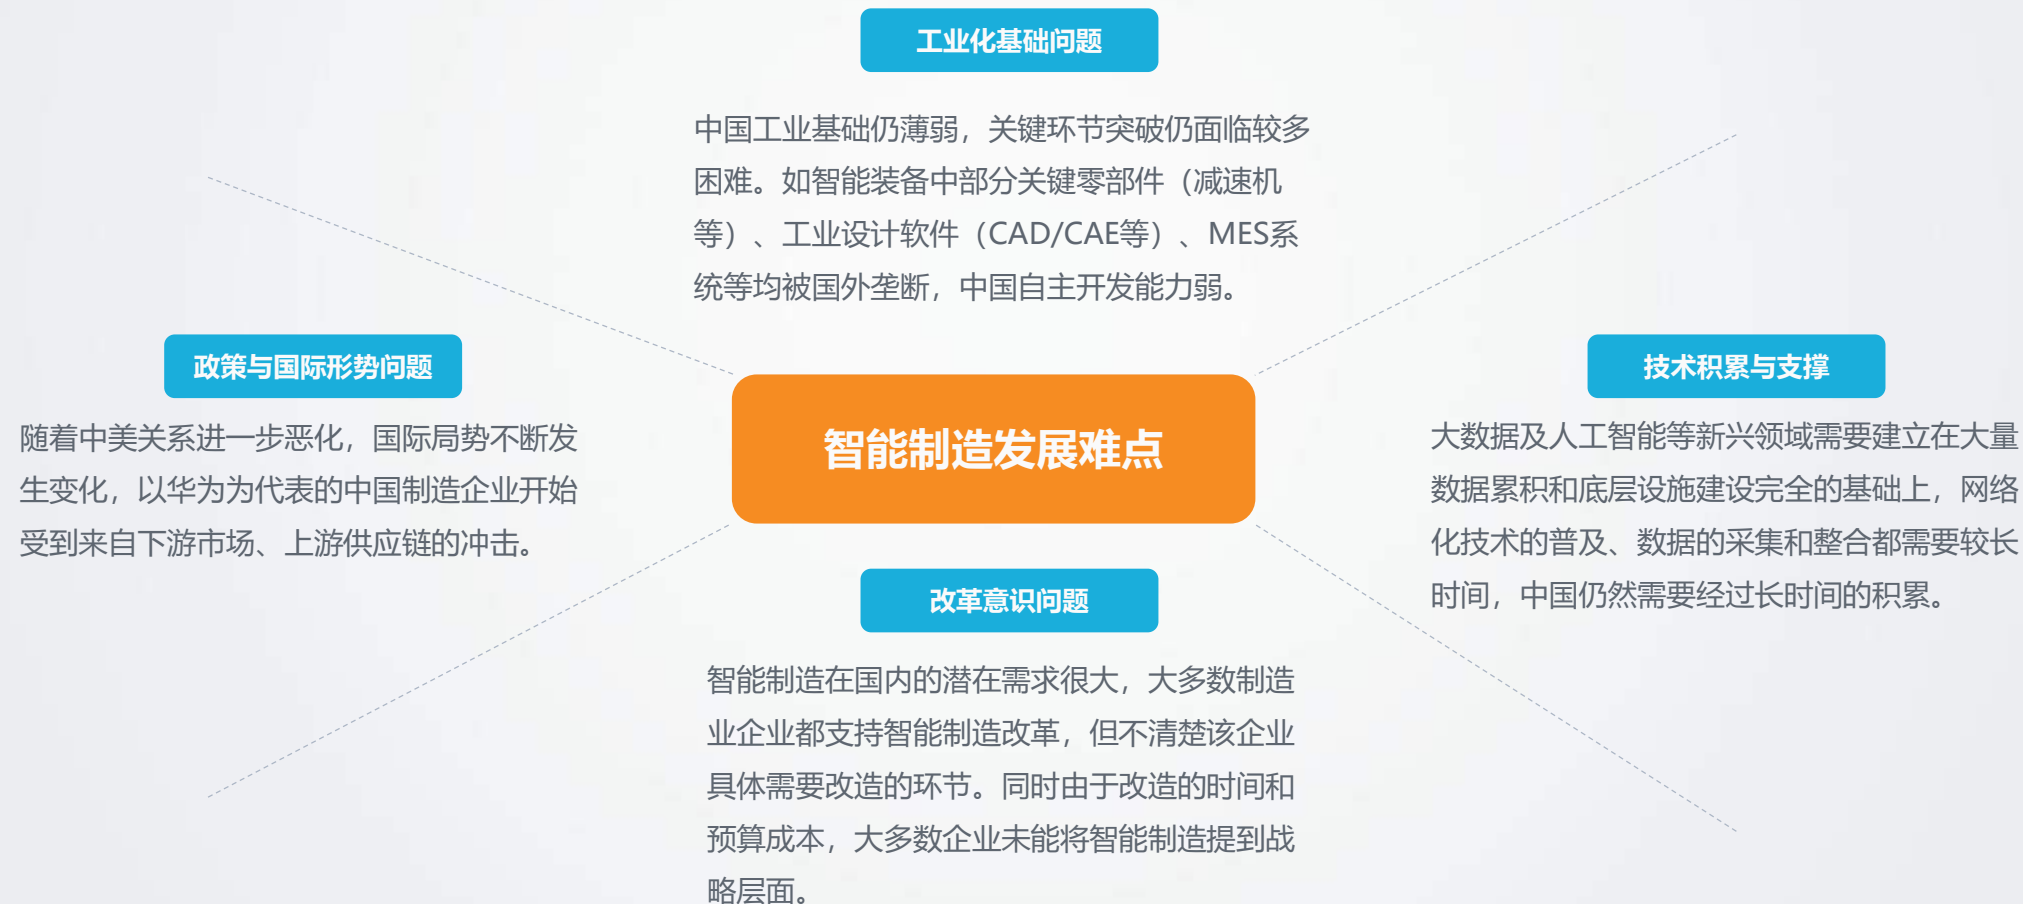 工业化基础问题
中国工业基础仍薄弱，关键环节突破仍面临较多
困难。如智能装备中部分关键零部件（减速机
等）、工业设计软件（CAD/CAE等）、MES系
统等均被国外垄断，中国自主开发能力弱。
政策与国际形势问题
随着中美关系进一步恶化，国际局势不断发
生变化，以华为为代表的中国制造企业开始
受到来自下游市场、上游供应链的冲击。
智能制造发展难点
技术积累与支撑
大数据及人工智能等新兴领域需要建立在大量
数据累积和底层设施建设完全的基础上，网络
化技术的普及、数据的采集和整合都需要较长
时间，中国仍然需要经过长时间的积累。
改革意识问题
智能制造在国内的潜在需求很大，大多数制造
业企业都支持智能制造改革，但不清楚该企业
具体需要改造的环节。同时由于改造的时间和
预算成本，大多数企业未能将智能制造提到战
略层面。